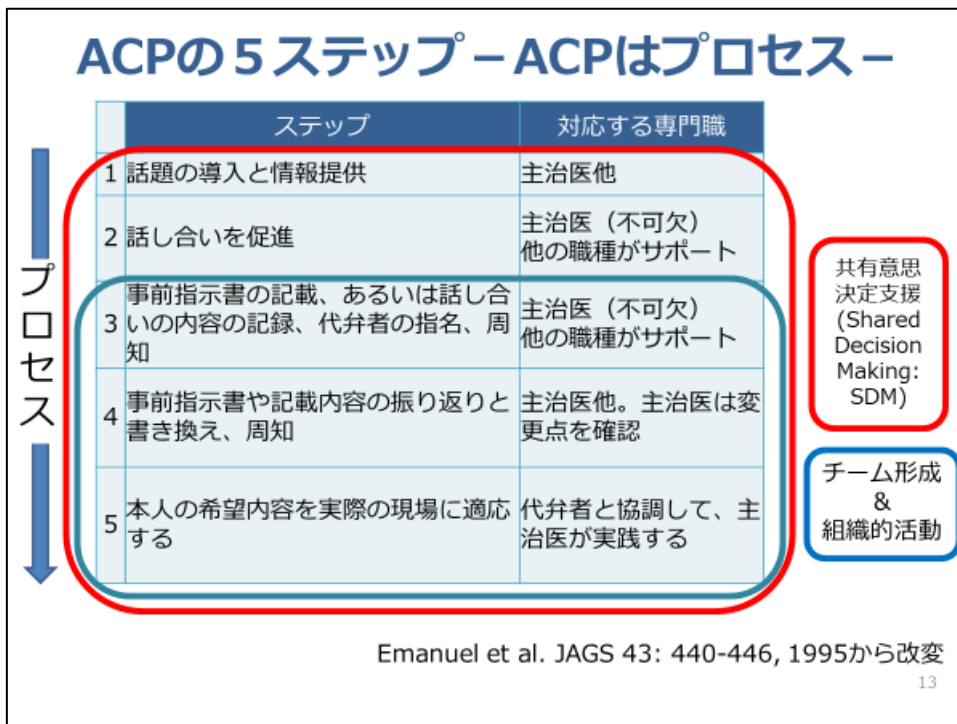 ACPの５ステップ－ACPはプロセス－
ステップ
対応する専門職
1
話題の導入と情報提供
主治医他
2
話し合いを促進
主治医（不可欠）
他の職種がサポート
3
事前指示書の記載、あるいは話し合
いの内容の記録、代弁者の指名、周
知
主治医（不可欠）
他の職種がサポート
4
事前指示書や記載内容の振り返りと
書き換え、周知
主治医他。主治医は変
更点を確認
5
本人の希望内容を実際の現場に適応
する
代弁者と協調して、主
治医が実践する
プロセス
共有意思
決定支援
(Shared
Decision
Making:
SDM)
チーム形成
&
組織的活動
Emanuel et al. JAGS 43: 440-446, 1995から改変
13